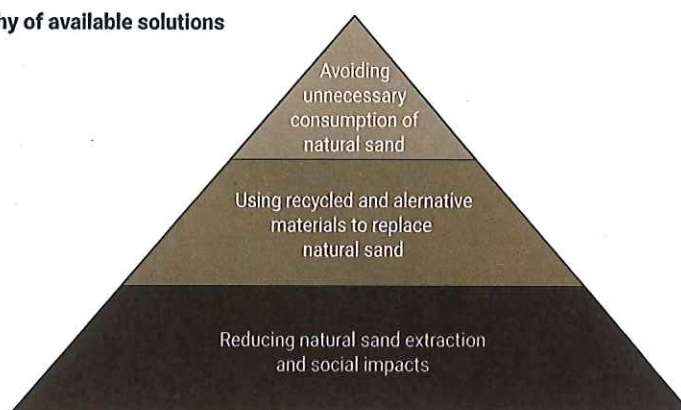 of available solutions
Avoiding
unnecessary
consumption of
natural sand
Using recycled and alernative
materials to replace
natural sand
Reducing natural sand extraction
and social impacts